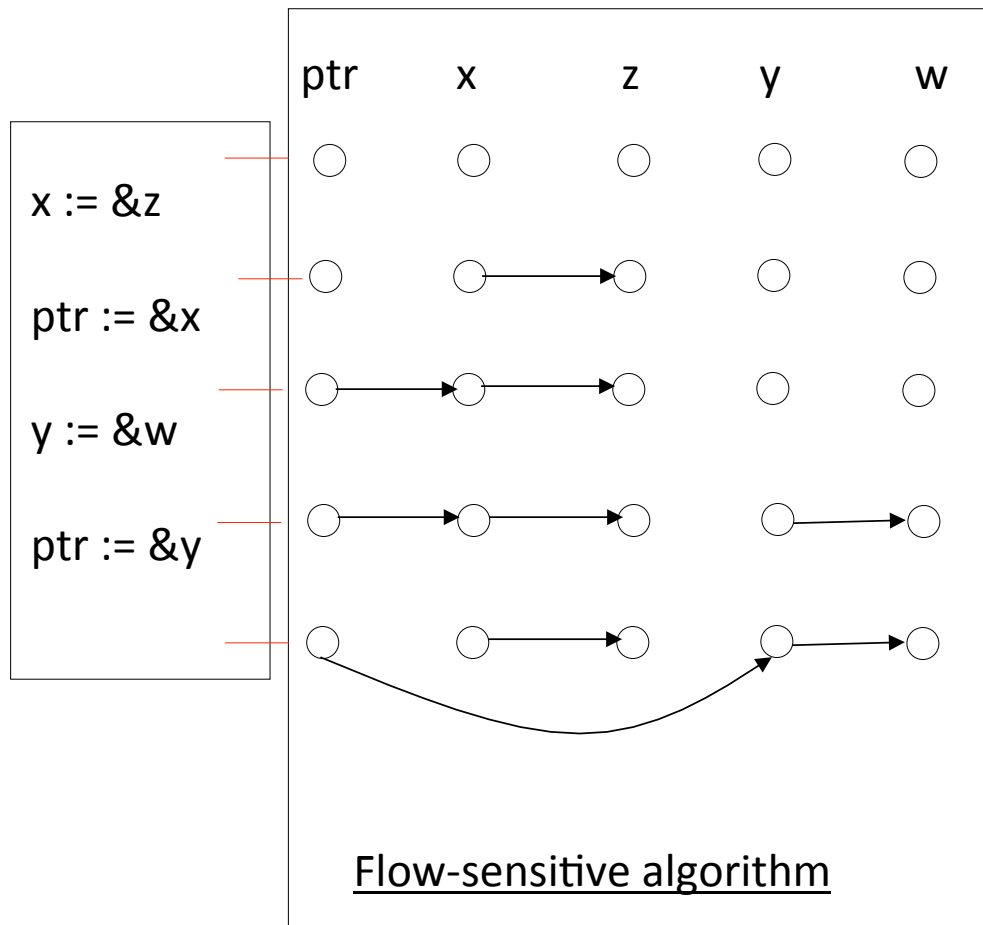 ptr x z y w
x := &z
ptr := &x
y := &w
ptr := &y
Flow-sensitive algorithm